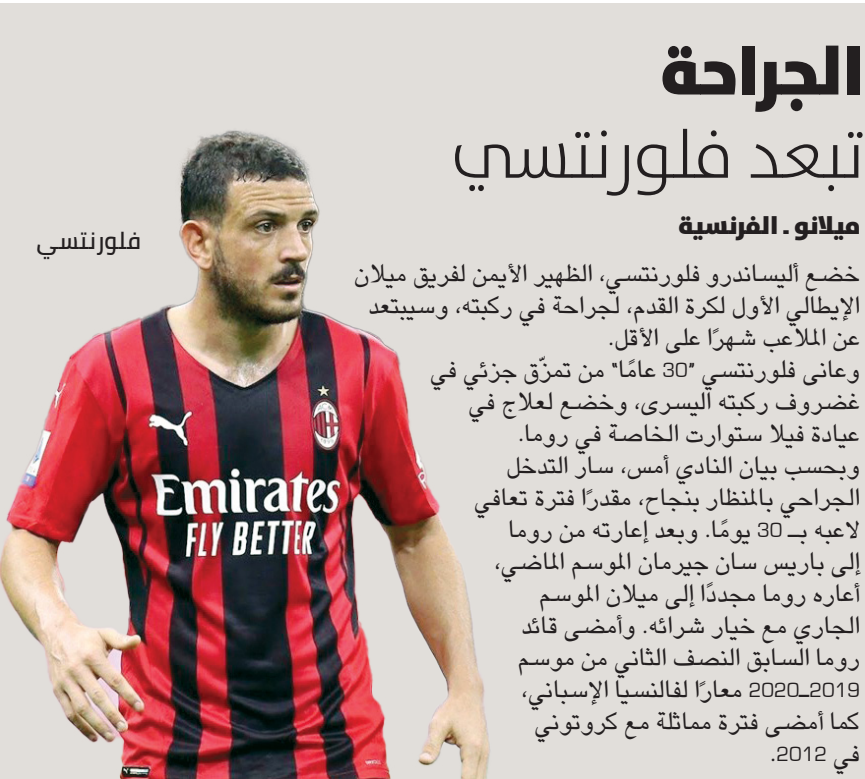 الجراحة
تبعد فلورنتسي
ميلانو ـ الفرنسية
فلورنتسي
خضع أليساندرو فلورنتسي، الظهير الأيمن لفريق ميلان
الإيطالي الأول لكرة القدم، لجراحة في ركبته، وسيبتعد
عن الملاعب شهرًا على الأقل.
وعانى فلورنتسي "30 عامًا" من تمزّق جزئي في
غضروف ركبته اليسرى، وخضع لعلاج في
عيادة فيلا ستوارت الخاصة في روما.
وبحسب بيان النادي أمس، سار التدخل
الجراحي بالمنظار بنجاح، مقدرًا فترة تعافي
لاعبه بــ 30 يومًا. وبعد إعارته من روما
إلى باريس سان جيرمان الموسم الماضي،
أعاره روما مجددًا إلى ميلان الموسم
الجاري مع خيار شرائه. وأمضى قائد
روما السابق النصف الثاني من موسم
2019ـ2020 معارًا لفالنسيا الإسباني،
كما أمضى فترة مماثلة مع كروتوني
في 2012.
Emirates
FLY BETTER